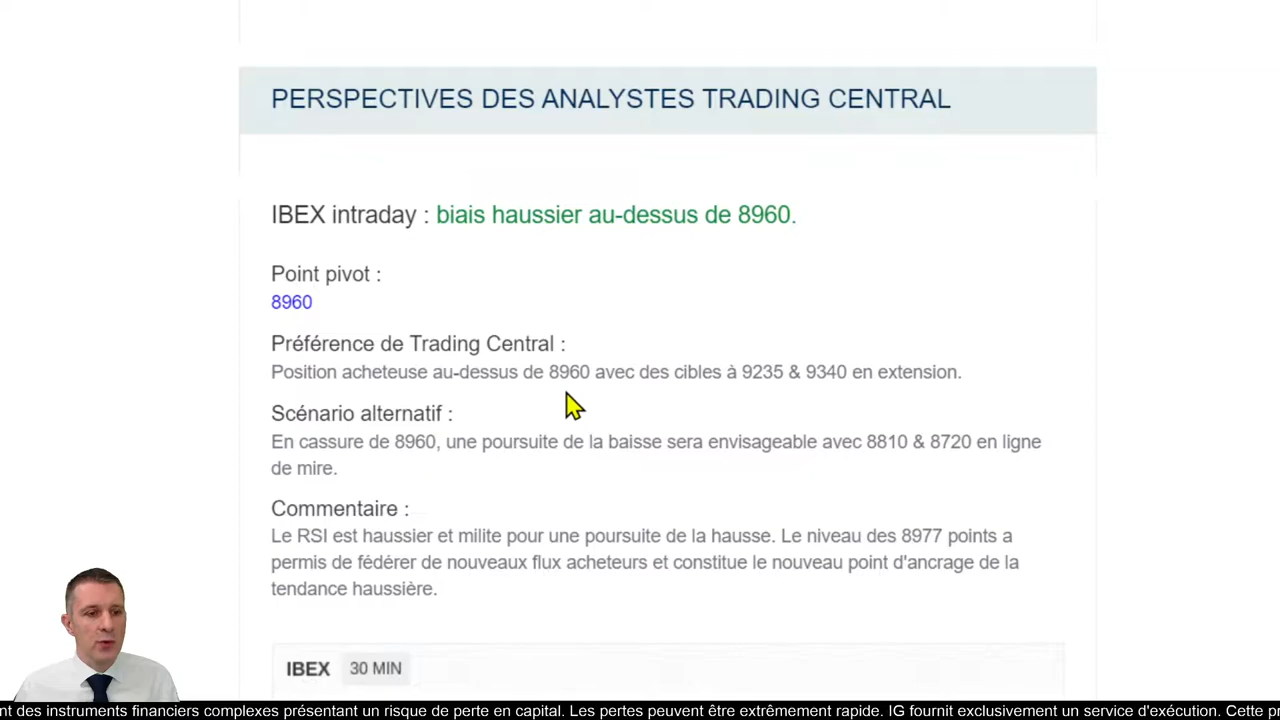 PERSPECTIVES DES ANALYSTES TRADING CENTRAL
IBEX intraday : biais haussier au-dessus de 8960.
Point pivot :
8960
Préférence de Trading Central :
Position acheteuse au-dessus de 8960 avec des cibles à 9235 & 9340 en extension.
Scénario alternatif :
En cassure de 8960, une poursuite de la baisse sera envisageable avec 8810 & 8720 en ligne
de mire.
Commentaire :
Le RSI est haussier et milite pour une poursuite de la hausse. Le niveau des 8977 points a
permis de fédérer de nouveaux flux acheteurs et constitue le nouveau point d'ancrage de la
tendance haussière.
IBEX 30 MIN
nt des instruments financiers complexes présentant un risque de perte en capital. Les pertes peuvent être extrêmement rapide. IG fournit exclusivement un service d'exécution. Cette p